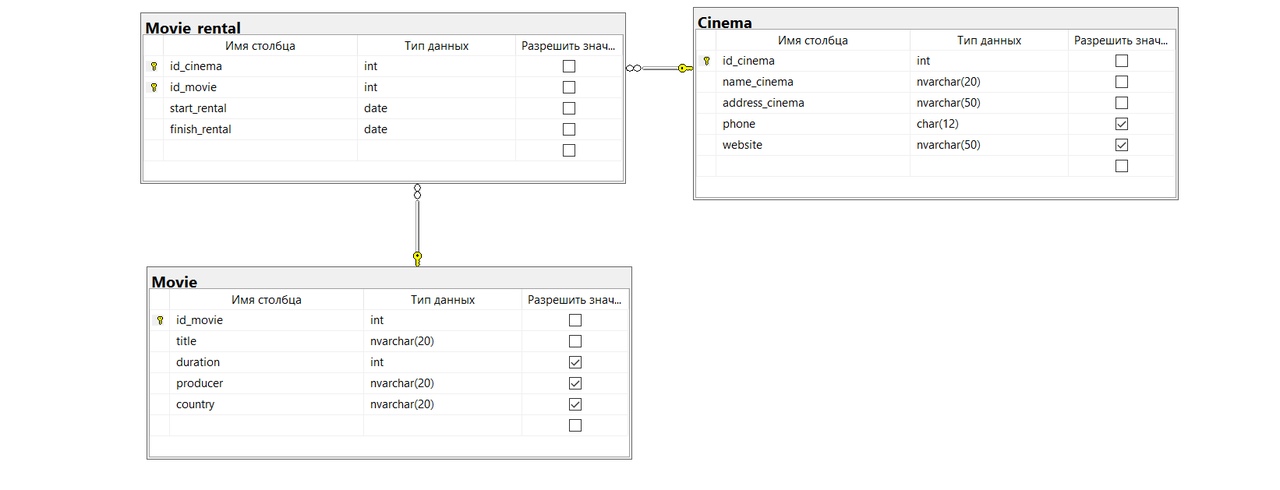 Movie_rental
Имя столбца Тип данных Разрешить знач...
id_cinema int
id_movie int
start_rental date
finish_rental date
Cinema
Имя столбца Тип данных Разрешить знач...
id_cinema int
name_cinema nvarchar(20)
address_cinema nvarchar(50)
phone char(12)
website nvarchar(50)
Movie
Имя столбца Тип данных Разрешить знач...
id_movie int
title nvarchar(20)
duration int
producer nvarchar(20)
country nvarchar(20)